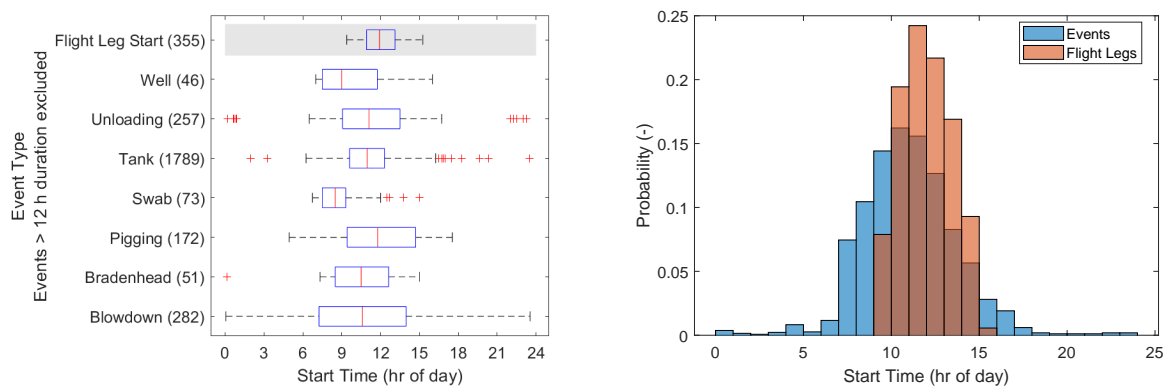 Event Type
Events > 12 h duration excluded
Flight Leg Start (355)
Well (46)
Unloading (257)
Tank (1789)
Swab (73)
Pigging (172)
Bradenhead (51)
Blowdown (282)
0 3 6 9 12 15 18 21 24
Start Time (hr of day)
Probability (-)
0.25
0.2
0.15
0.1
0.05
0
Events
Flight Legs
0 5 10 15 20 25
Start Time (hr of day)